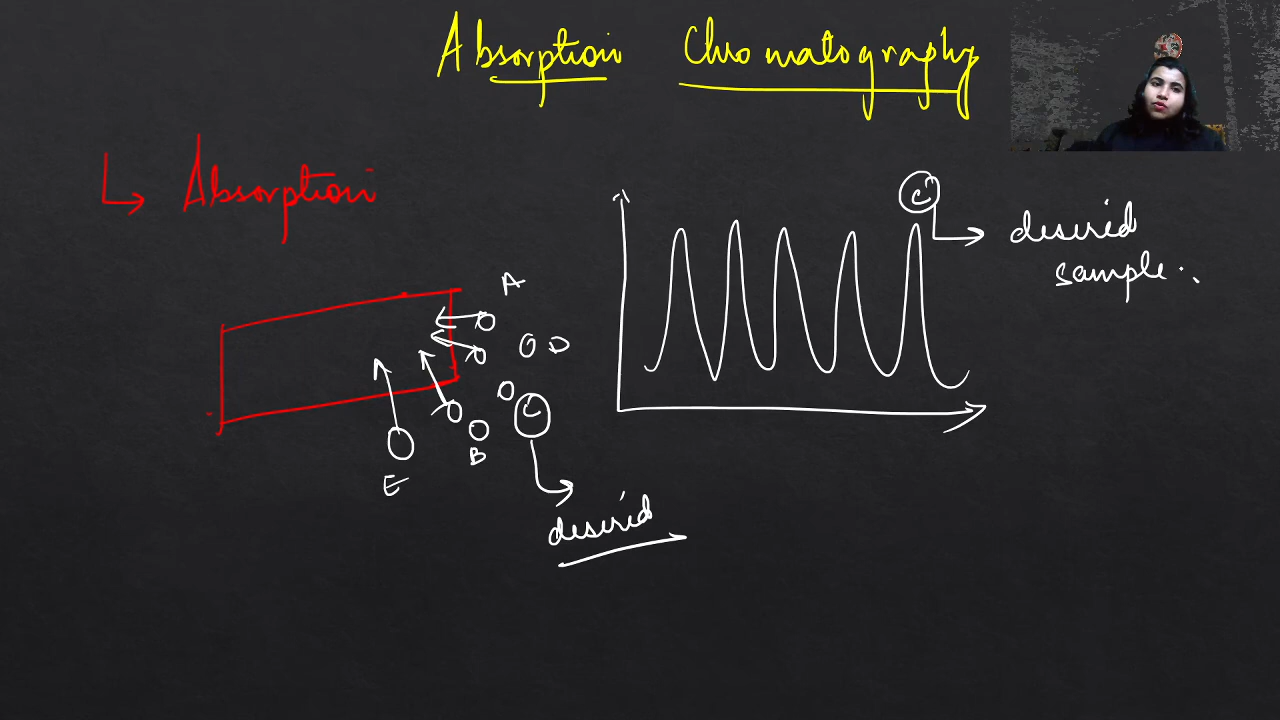 Absorption Chromatography
Absorption
C
desired
sample
A
D
C
B
E
desired